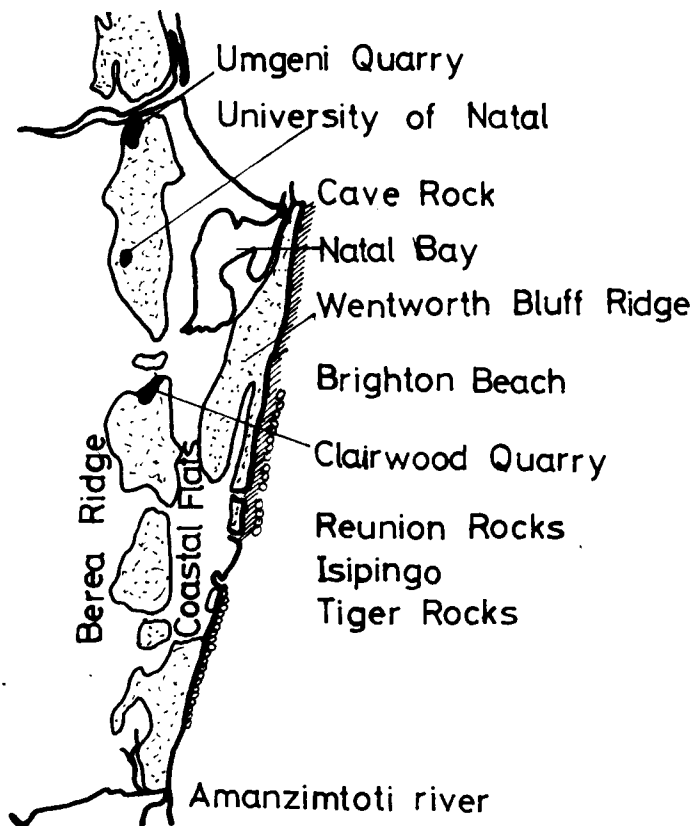 Umgeni Quarry
University of Natal
Cave Rock
Natal Bay
Wentworth Bluff Ridge
Brighton Beach
Clairwood Quarry
Berea Ridge
Coastal Flats
Reunion Rocks
Isipingo
Tiger Rocks
Amanzimtoti river